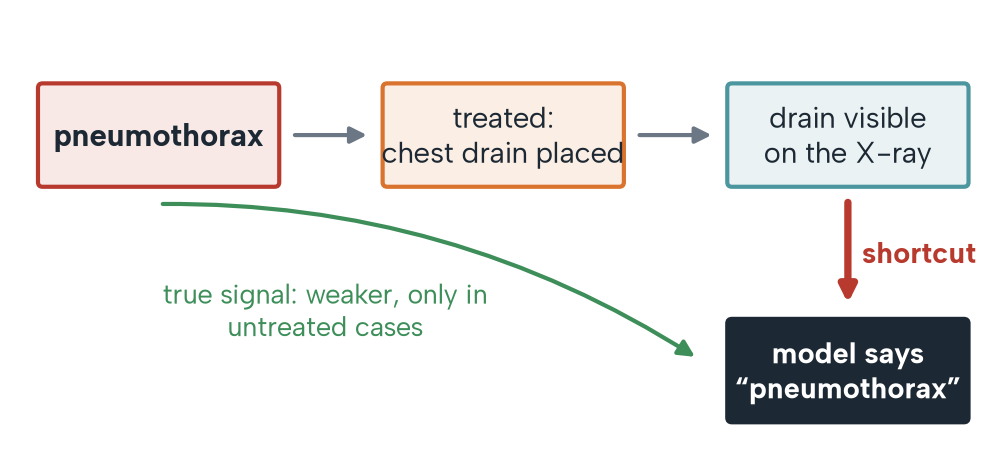 pneumothorax
treated:
chest drain placed
drain visible
on the X-ray
shortcut
true signal: weaker, only in
untreated cases
model says
“pneumothorax”